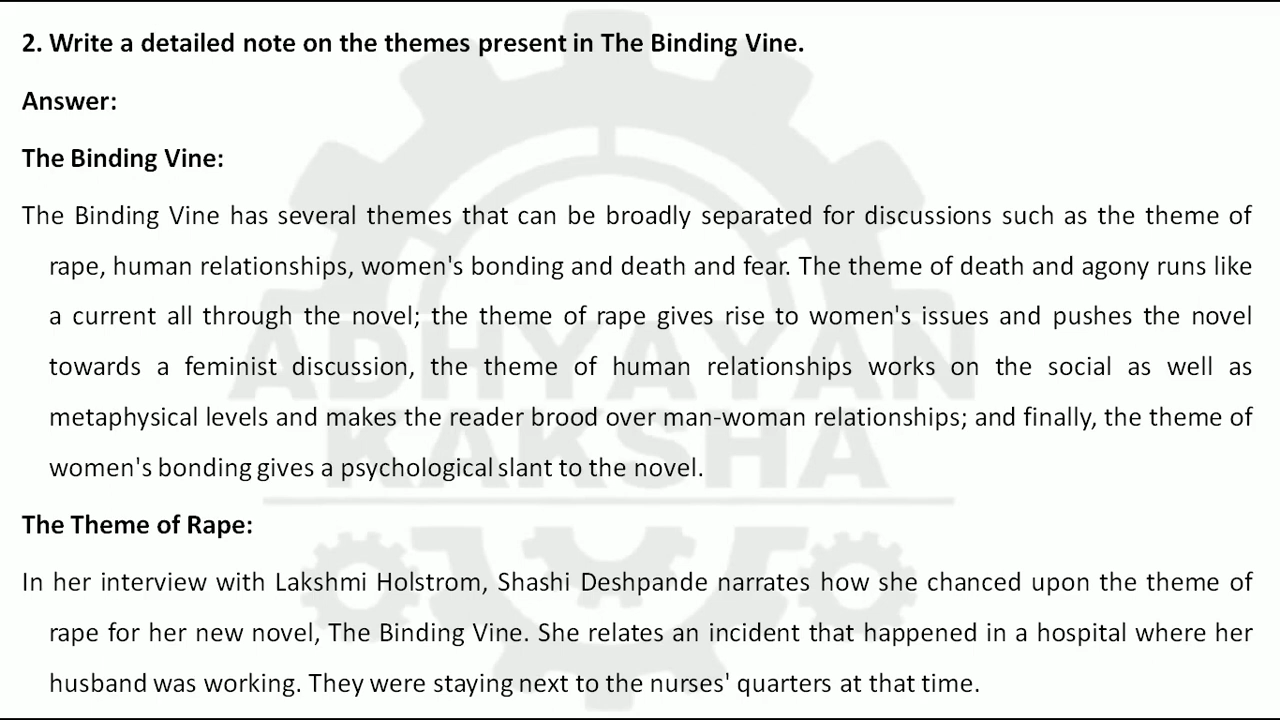 2. Write a detailed note on the themes present in The Binding Vine.
Answer:
The Binding Vine:
The Binding Vine has several themes that can be broadly separated for discussions such as the theme of
rape, human relationships, women's bonding and death and fear. The theme of death and agony runs like
a current all through the novel; the theme of rape gives rise to women's issues and pushes the novel
towards a feminist discussion, the theme of human relationships works on the social as well as
metaphysical levels and makes the reader brood over man-woman relationships; and finally, the theme of
women's bonding gives a psychological slant to the novel.
The Theme of Rape:
In her interview with Lakshmi Holstrom, Shashi Deshpande narrates how she chanced upon the theme of
rape for her new novel, The Binding Vine. She relates an incident that happened in a hospital where her
husband was working. They were staying next to the nurses' quarters at that time.
ADHYAYAN
KAKSHA